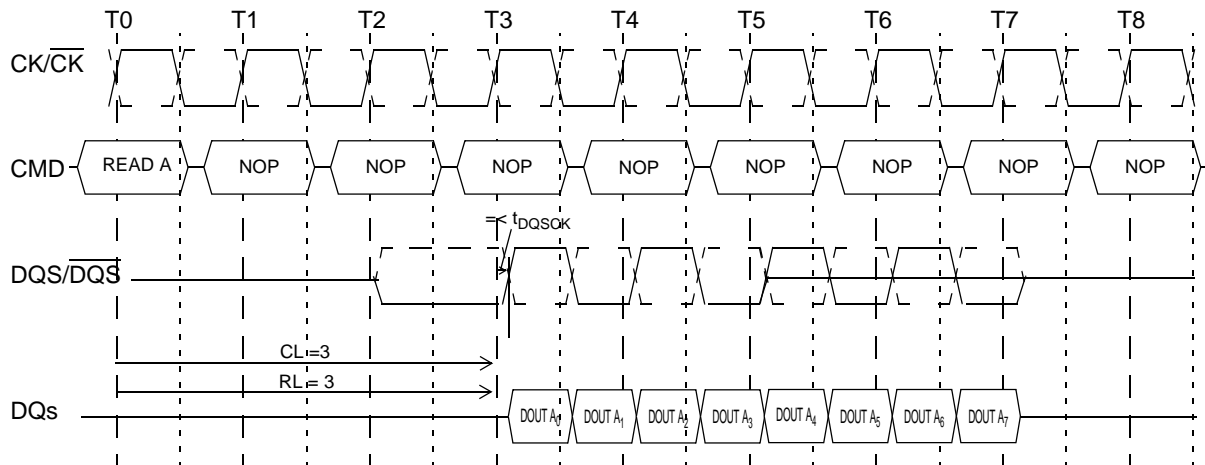 T0 T1 T2 T3 T4 T5 T6 T7 T8
CK/CK
CMD READ A NOP NOP NOP NOP NOP NOP NOP NOP
=< tDQSCK
DQS/DQS
CL =3
RL = 3
DQs DOUT A0 DOUT A1 DOUT A2 DOUT A3 DOUT A4 DOUT A5 DOUT A6 DOUT A7